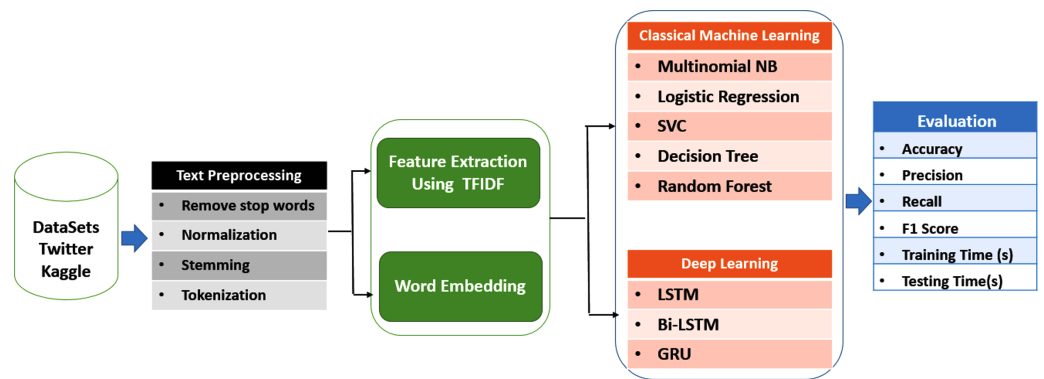 DataSets
Twitter
Kaggle
Text Preprocessing
• Remove stop words
• Normalization
• Stemming
• Tokenization
Feature Extraction
Using TFIDF
Word Embedding
Classical Machine Learning
• Multinomial NB
• Logistic Regression
• SVC
• Decision Tree
• Random Forest
Deep Learning
• LSTM
• Bi-LSTM
• GRU
Evaluation
• Accuracy
• Precision
• Recall
• F1 Score
• Training Time (s)
• Testing Time(s)